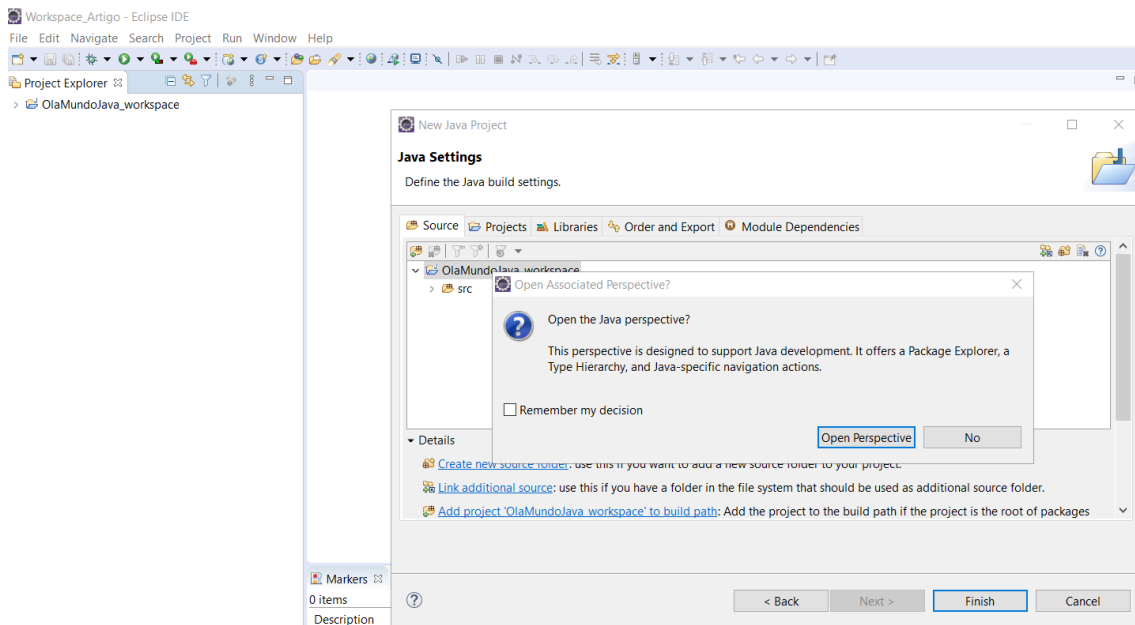 Workspace_Artigo - Eclipse IDE
File Edit Navigate Search Project Run Window Help
Project Explorer
OlaMundoJava_workspace
New Java Project
Java Settings
Define the Java build settings.
Source Projects Libraries Order and Export Module Dependencies
OlaMundoJava_workspace
src
Open Associated Perspective?
Open the Java perspective?
This perspective is designed to support Java development. It offers a Package Explorer, a
Type Hierarchy, and Java-specific navigation actions.
Remember my decision
Open Perspective No
Details
Create new source folder: use this if you want to add a new source folder to your project.
Link additional source: use this if you have a folder in the file system that should be used as additional source folder.
Add project 'OlaMundoJava_workspace' to build path: Add the project to the build path if the project is the root of packages
Markers
0 items
Description
< Back Next > Finish Cancel